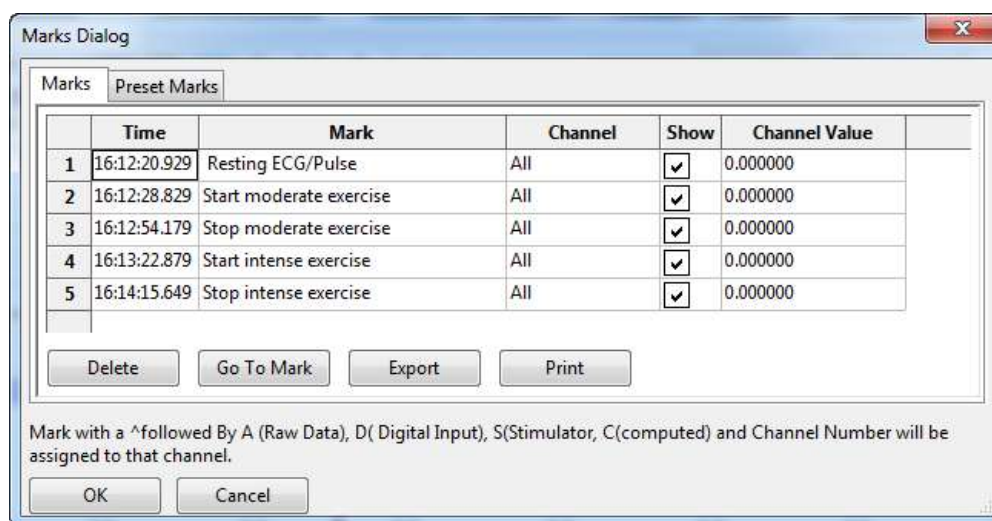 Marks Dialog
Marks Preset Marks
Time Mark Channel Show Channel Value
1 16:12:20.929 Resting ECG/Pulse All 0.000000
2 16:12:28.829 Start moderate exercise All 0.000000
3 16:12:54.179 Stop moderate exercise All 0.000000
4 16:13:22.879 Start intense exercise All 0.000000
5 16:14:15.649 Stop intense exercise All 0.000000
Delete Go To Mark Export Print
Mark with a ^followed By A (Raw Data), D( Digital Input), S(Stimulator, C(computed) and Channel Number will be
assigned to that channel.
OK Cancel